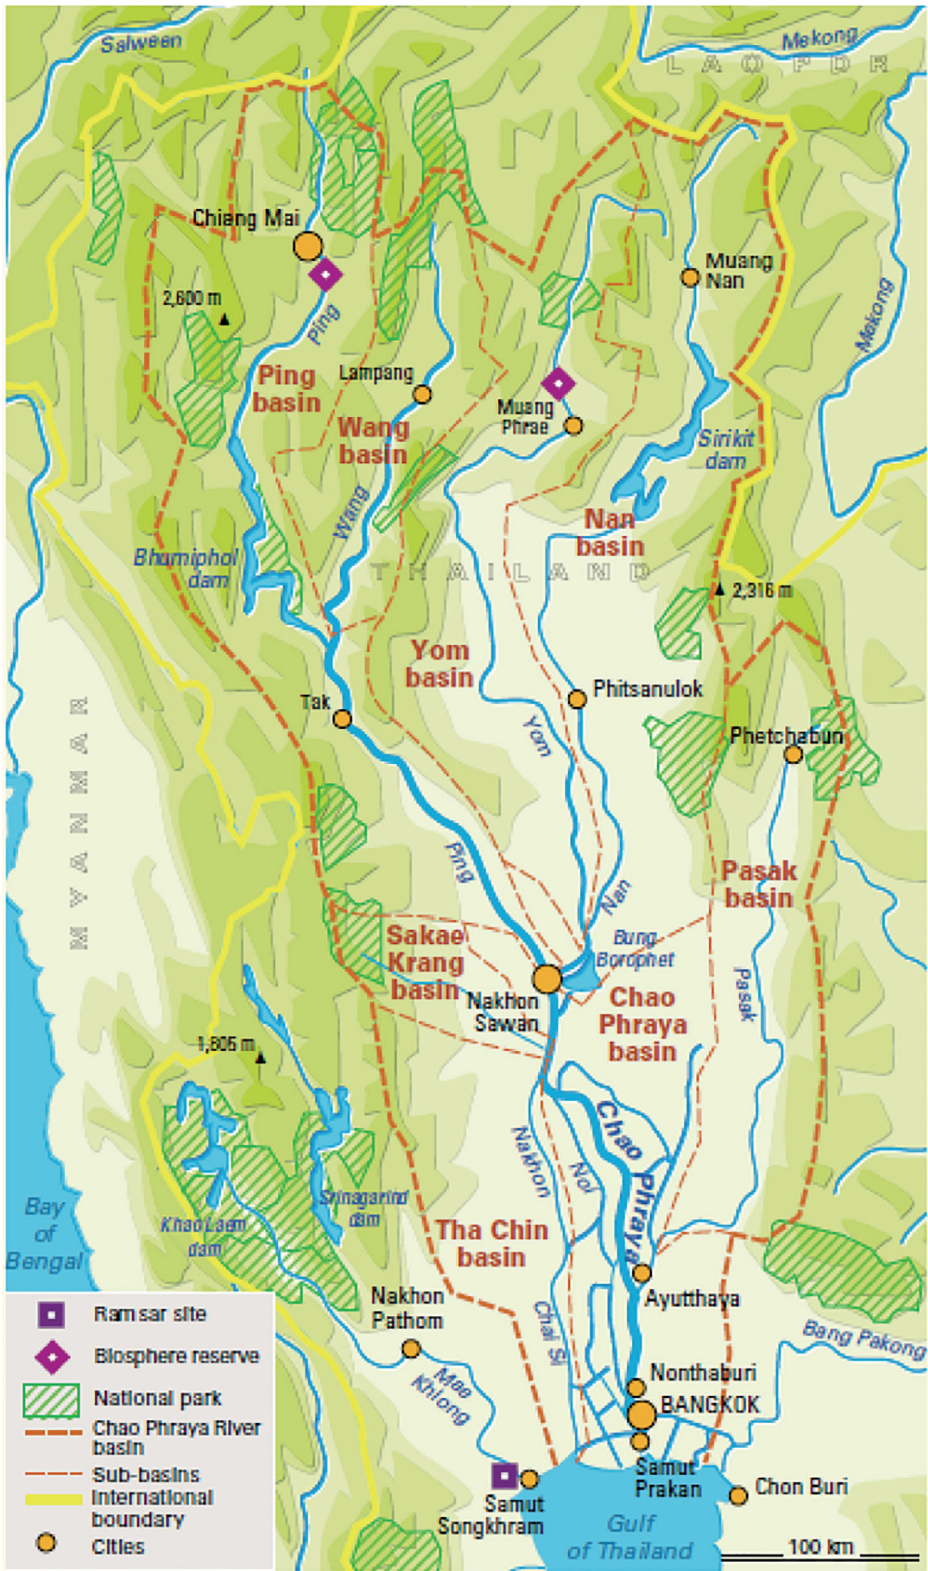 Salween
Mekong
LAO PDR
Chiang Mai
Muang
Nan
2,600 m
Ping
Mekong
Ping
basin
Lampang
Wang
basin
Muang
Phrae
Sirikit
dam
Wang
Nan
basin
Bhumiphol
dam
THAILAND
2,316 m
Yom
basin
Phitsanulok
Tak
Yom
Phetchabun
MYANMAR
Ping
Pasak
basin
Nan
Sakae
Krang
basin
Bung
Boraphet
Nakhon
Sawan
Chao
Phraya
basin
Pasak
1,805 m
Chao Phraya
Nakhon
Noi
Bay
of
Bengal
Khao Laem
dam
Srinagarind
dam
Tha Chin
basin
Ayutthaya
Nakhon
Pathom
Chai Si
Bang Pakong
Mae
Khlong
Nonthaburi
BANGKOK
Samut
Prakan
Chon Buri
Samut
Songkhram
Gulf
of Thailand
100 km
Ramsar site
Biosphere reserve
National park
Chao Phraya River
basin
Sub-basins
International
boundary
Cities